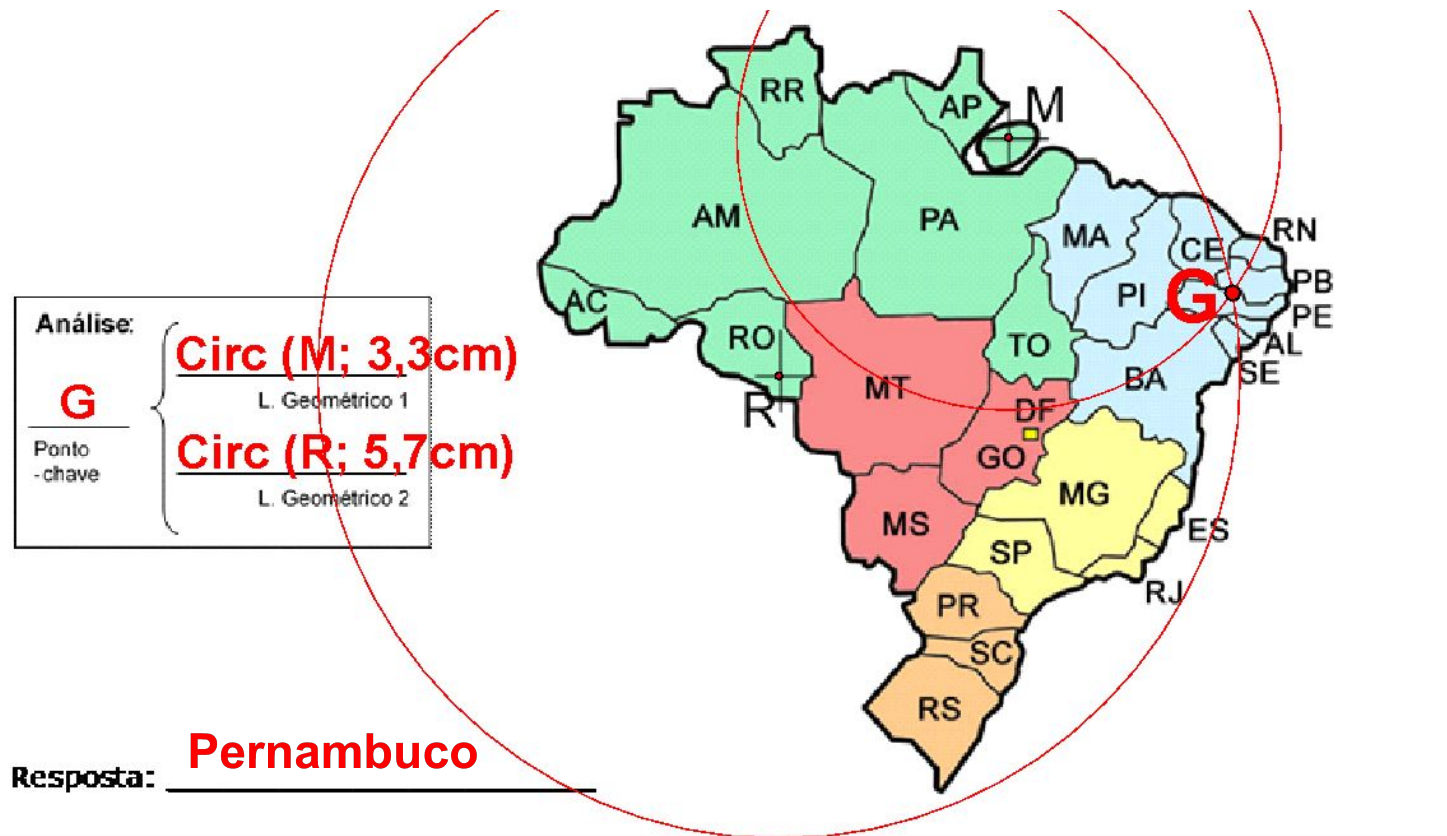 Análise:
G
Ponto
-chave
Circ (M; 3,3cm)
L. Geométrico 1
Circ (R; 5,7cm)
L. Geométrico 2
RR
AP
M
AM
PA
MA
CE
RN
PI
G
PB
PE
AL
SE
AC
RO
R
TO
MT
BA
DF
GO
MG
MS
ES
SP
RJ
PR
SC
RS
Resposta: Pernambuco